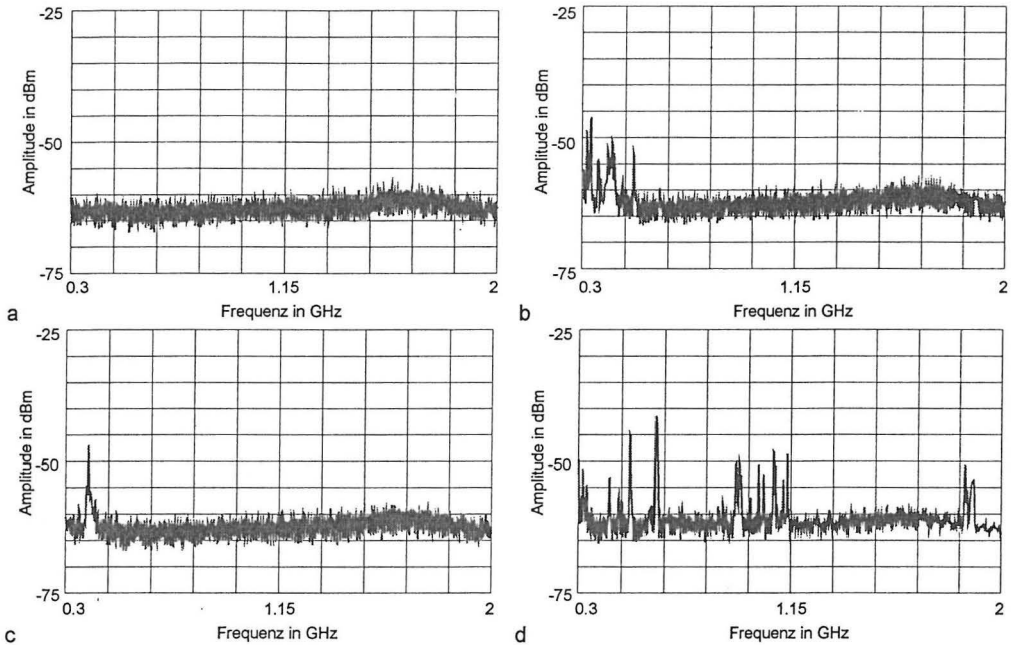 -25
Amplitude in dBm
-50
-75
0.3
1.15
2
Frequenz in GHz
a
-25
Amplitude in dBm
-50
-75
0.3
1.15
2
Frequenz in GHz
b
-25
Amplitude in dBm
-50
-75
0.3
1.15
2
Frequenz in GHz
c
-25
Amplitude in dBm
-50
-75
0.3
1.15
2
Frequenz in GHz
d